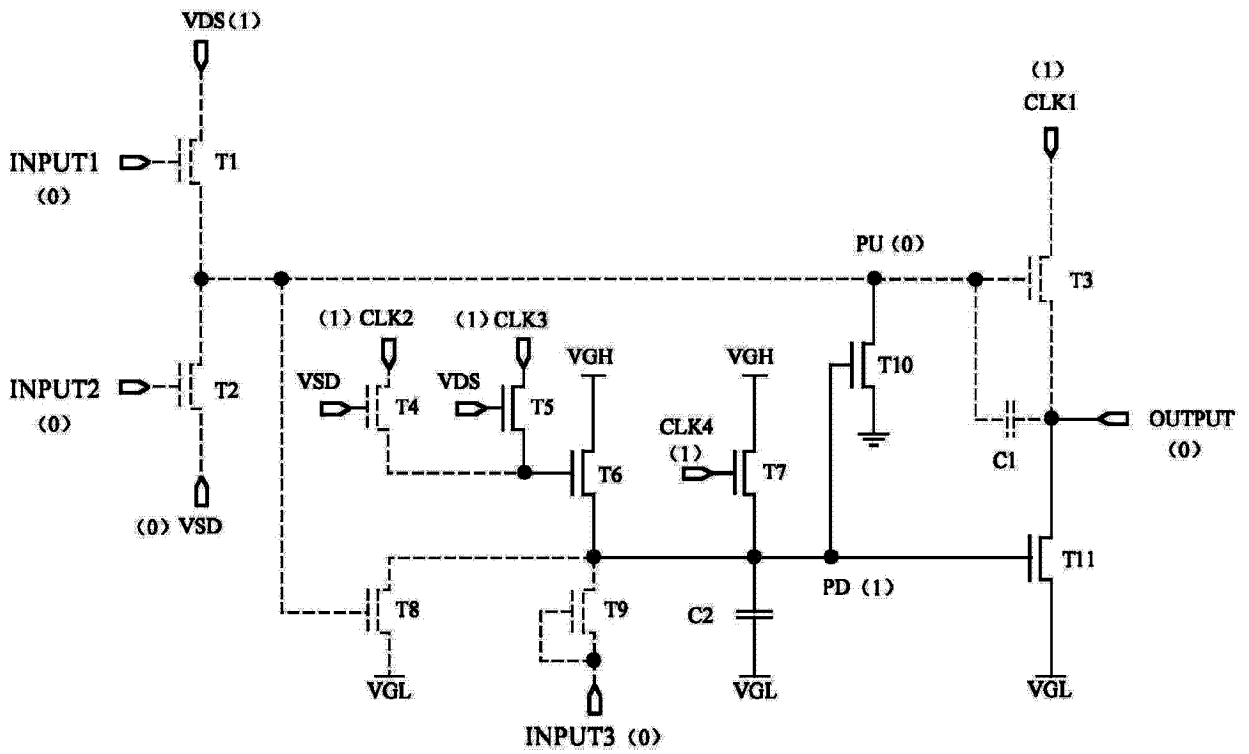 VDS (1)
(1)
CLK1
INPUT1
(0)
T1
PU (0)
T3
(1) CLK2
(1) CLK3
VGH
VGH
T10
INPUT2
(0)
T2
VSD
T4
VDS
T5
CLK4
(1)
T6
T7
C1
OUTPUT
(0)
(0) VSD
T11
PD (1)
T8
T9
C2
VGL
VGL
VGL
INPUT3 (0)